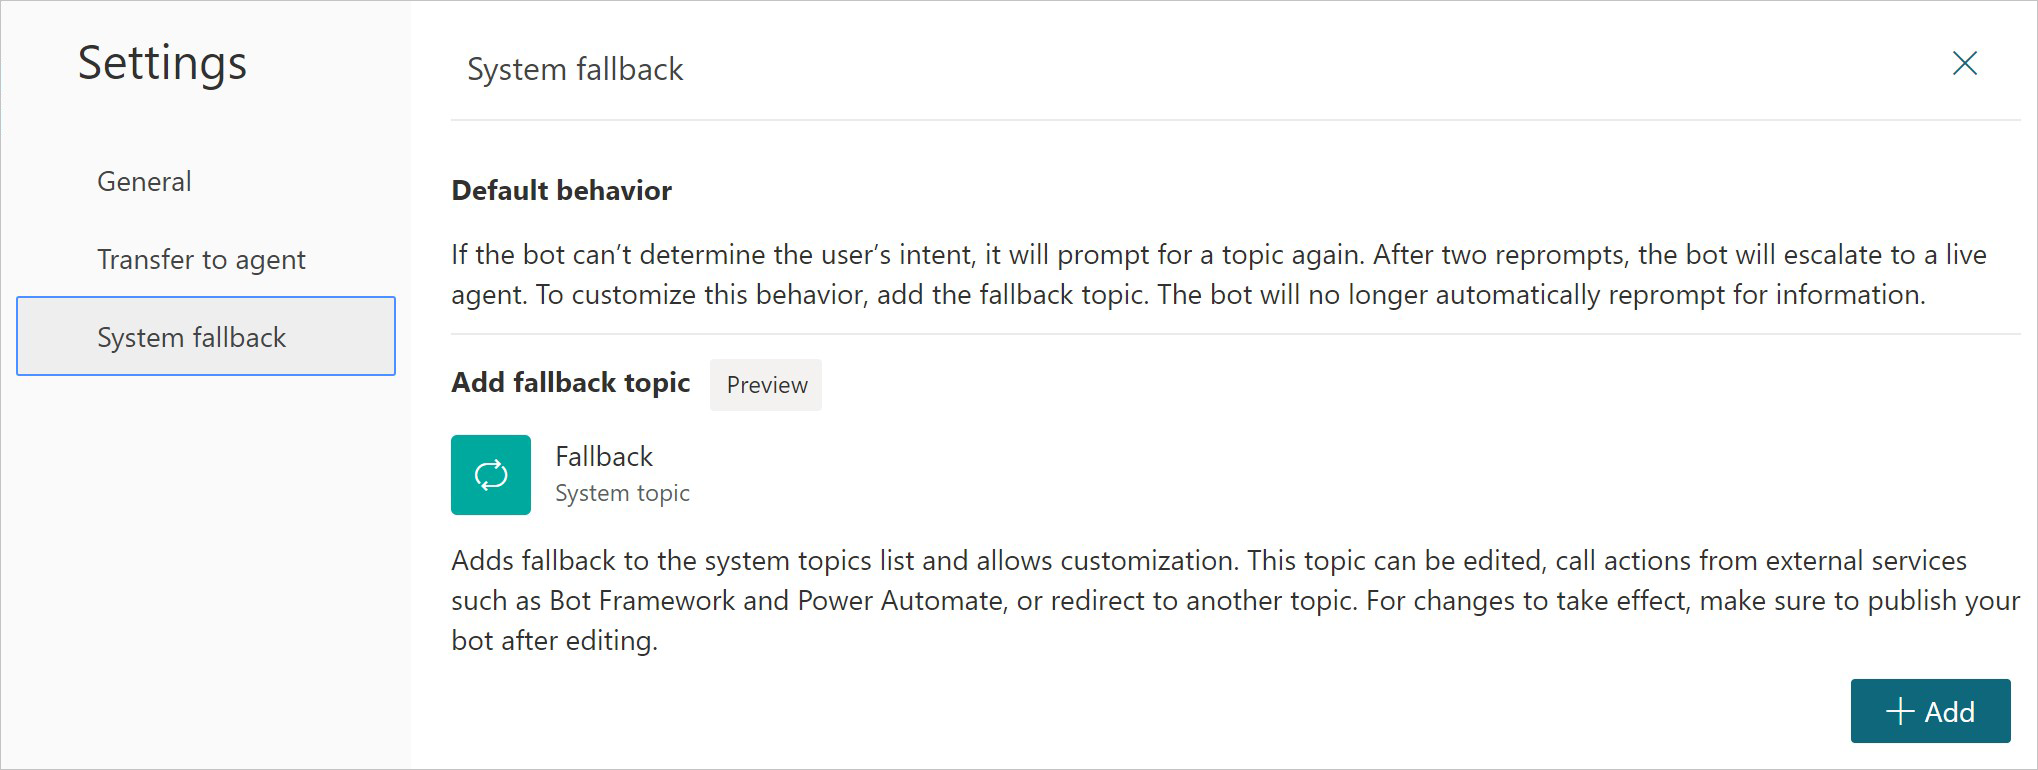 Settings
General
Transfer to agent
System fallback
System fallback
Default behavior
If the bot can’t determine the user’s intent, it will prompt for a topic again. After two reprompts, the bot will escalate to a live
agent. To customize this behavior, add the fallback topic. The bot will no longer automatically reprompt for information.
Add fallback topic Preview
Fallback
System topic
Adds fallback to the system topics list and allows customization. This topic can be edited, call actions from external services
such as Bot Framework and Power Automate, or redirect to another topic. For changes to take effect, make sure to publish your
bot after editing.
Add